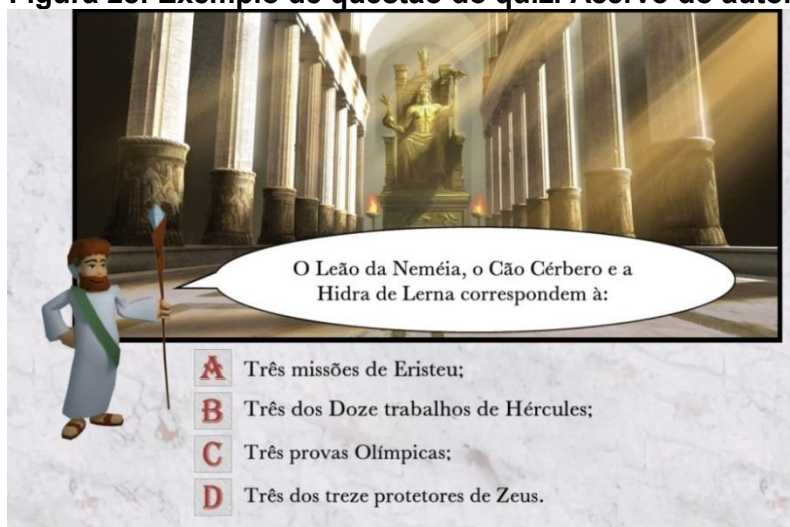 Figura 23. Exemplo de questão do quiz. Acervo do autor
O Leão da Neméia, o Cão Cérbero e a
Hidra de Lerna correspondem à:
A Três missões de Eristeu;
B Três dos Doze trabalhos de Hércules;
C Três provas Olímpicas;
D Três dos treze protetores de Zeus.